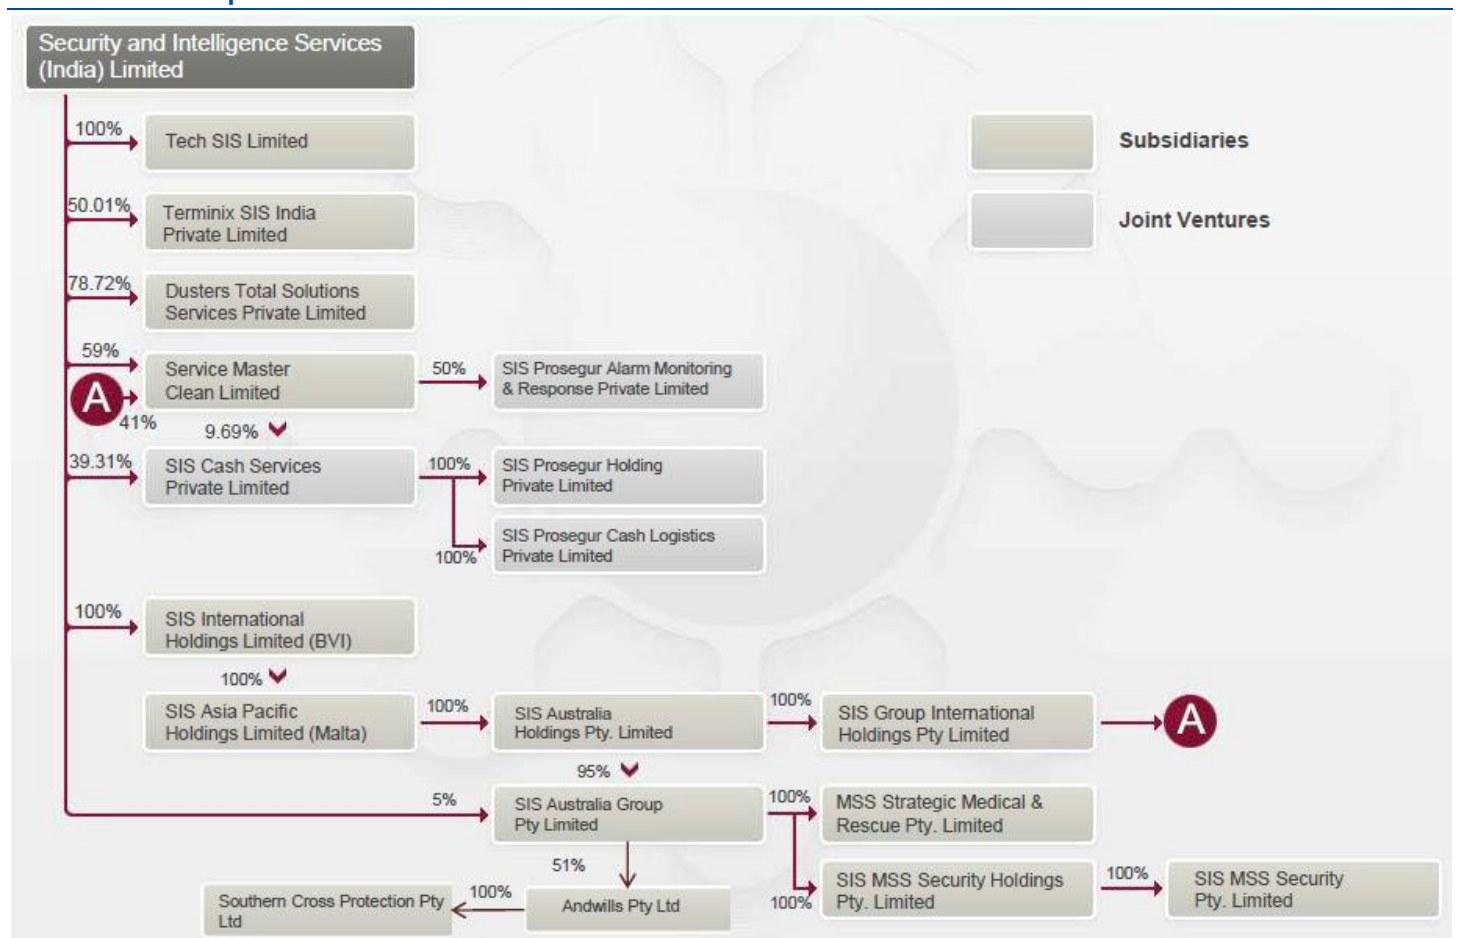 Security and Intelligence Services
(India) Limited
100%
Tech SIS Limited
Subsidiaries
50.01%
Terminix SIS India
Private Limited
Joint Ventures
78.72%
Dusters Total Solutions
Services Private Limited
59%
Service Master
Clean Limited
A
41%
50%
SIS Prosegur Alarm Monitoring
& Response Private Limited
9.69%
39.31%
SIS Cash Services
Private Limited
100%
SIS Prosegur Holding
Private Limited
100%
SIS Prosegur Cash Logistics
Private Limited
100%
SIS International
Holdings Limited (BVI)
100%
SIS Asia Pacific
Holdings Limited (Malta)
100%
SIS Australia
Holdings Pty. Limited
100%
SIS Group International
Holdings Pty Limited
A
95%
5%
SIS Australia Group
Pty Limited
100%
MSS Strategic Medical &
Rescue Pty. Limited
100%
SIS MSS Security Holdings
Pty. Limited
100%
SIS MSS Security
Pty. Limited
51%
Andwills Pty Ltd
100%
Southern Cross Protection Pty
Ltd